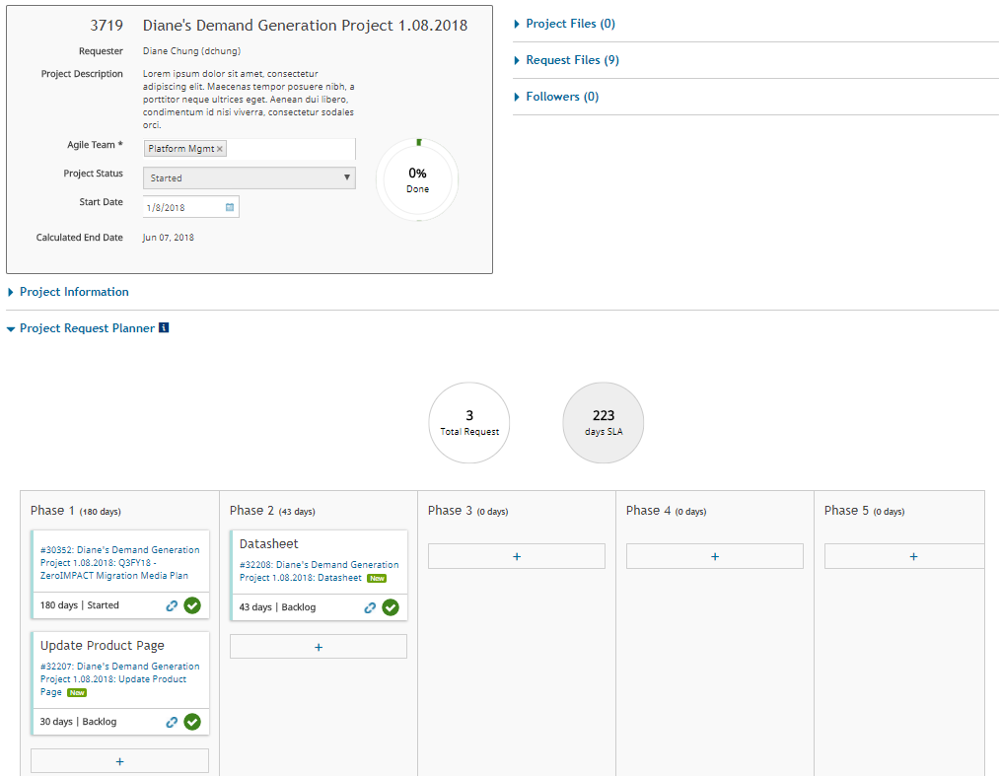 3719 Diane's Demand Generation Project 1.08.2018
Requester Diane Chung (dchung)
Project Description Lorem ipsum dolor sit amet, consectetur
adipiscing elit. Maecenas tempor posuere nibh, a
porttitor neque ultrices eget. Aenean dui libero,
condimentum id nisi viverra, consectetur sodales
orci.
Agile Team * Platform Mgmt ×
Project Status Started
Start Date 1/8/2018
Calculated End Date Jun 07, 2018
0%
Done
Project Files (0)
Request Files (9)
Followers (0)
Project Information
Project Request Planner i
3
Total Request
223
days SLA
Phase 1 (180 days)
#30352: Diane's Demand Generation
Project 1.08.2018: Q3FY18 -
ZeroIMPACT Migration Media Plan
180 days | Started
Update Product Page
#32207: Diane's Demand Generation
Project 1.08.2018: Update Product
Page New
30 days | Backlog
+
Phase 2 (43 days)
Datasheet
#32208: Diane's Demand Generation
Project 1.08.2018: Datasheet New
43 days | Backlog
+
Phase 3 (0 days)
+
Phase 4 (0 days)
+
Phase 5 (0 days)
+